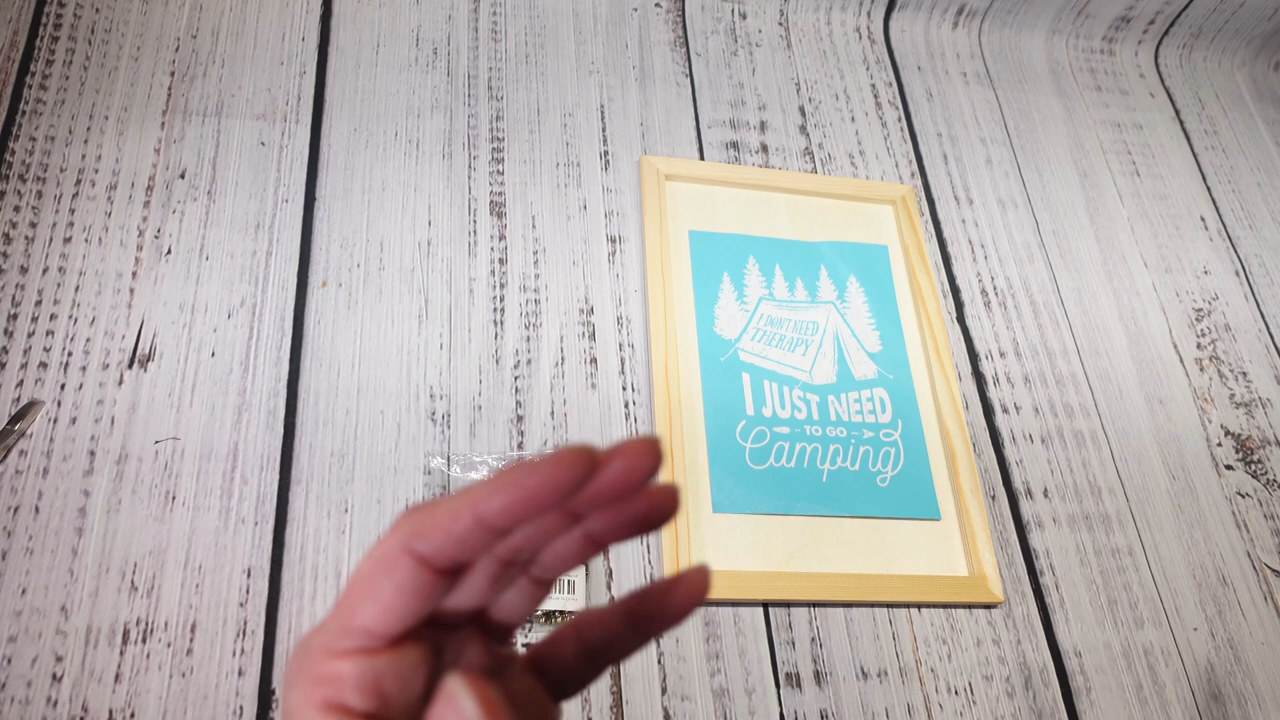 I DON'T NEED
THERAPY
I JUST NEED
TO GO
Camping